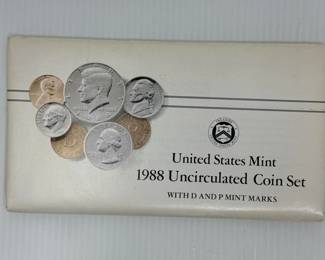 United States Mint
1988 Uncirculated Coin Set
WITH D AND P MINT MARKS